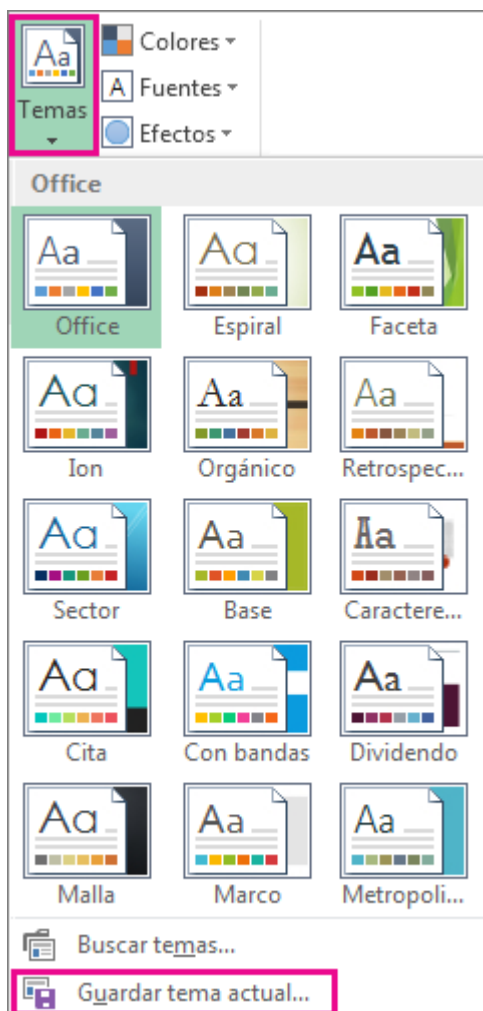 Aa
Temas
Colores
A Fuentes
Efectos
Office
Aa Aa Aa
Office Espiral Faceta
Aa Aa Aa
Ion Orgánico Retrospec...
Aa Aa Aa
Sector Base Caractere...
Aa Aa Aa
Cita Con bandas Dividendo
Aa Aa Aa
Malla Marco Metropoli...
Buscar temas...
Guardar tema actual...